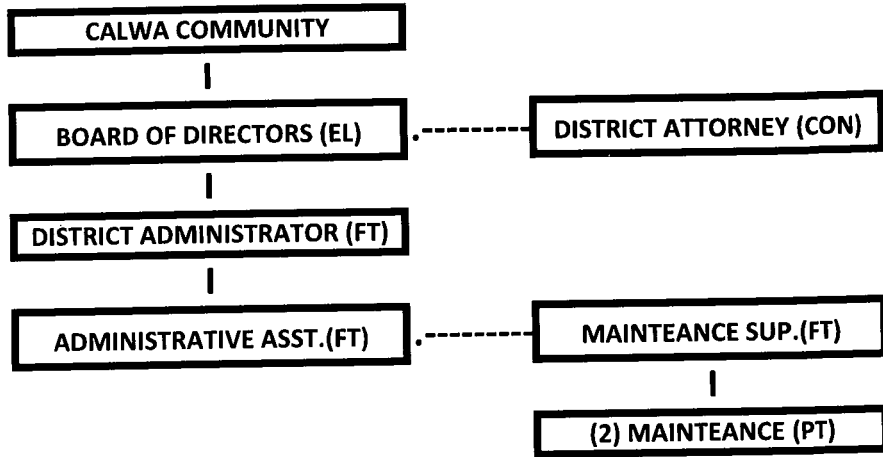 CALWA COMMUNITY
BOARD OF DIRECTORS (EL)
DISTRICT ATTORNEY (CON)
DISTRICT ADMINISTRATOR (FT)
ADMINISTRATIVE ASST.(FT)
MAINTEANCE SUP.(FT)
(2) MAINTEANCE (PT)